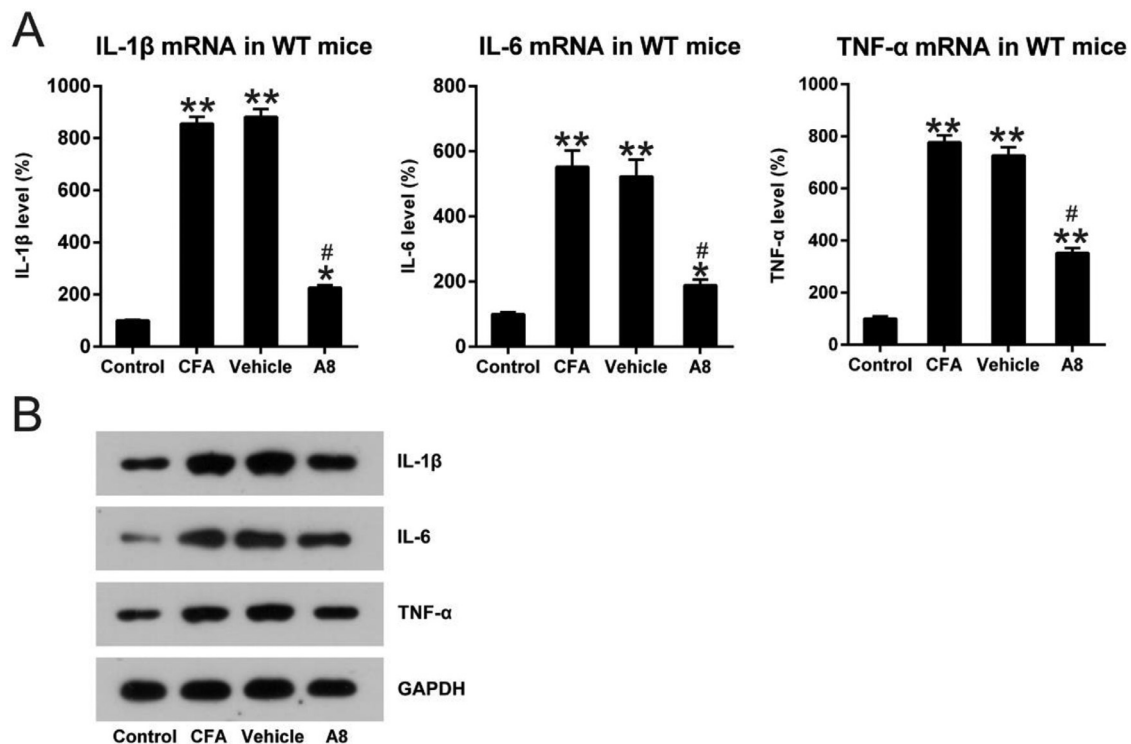 A
IL-1β mRNA in WT mice
IL-1β level (%)
1000
800
600
400
200
0
**
**
#
*
Control CFA Vehicle A8
IL-6 mRNA in WT mice
IL-6 level (%)
800
600
400
200
0
**
**
#
*
Control CFA Vehicle A8
TNF-α mRNA in WT mice
TNF-α level (%)
1000
800
600
400
200
0
**
**
#
**
Control CFA Vehicle A8
B
IL-1β
IL-6
TNF-α
GAPDH
Control CFA Vehicle A8